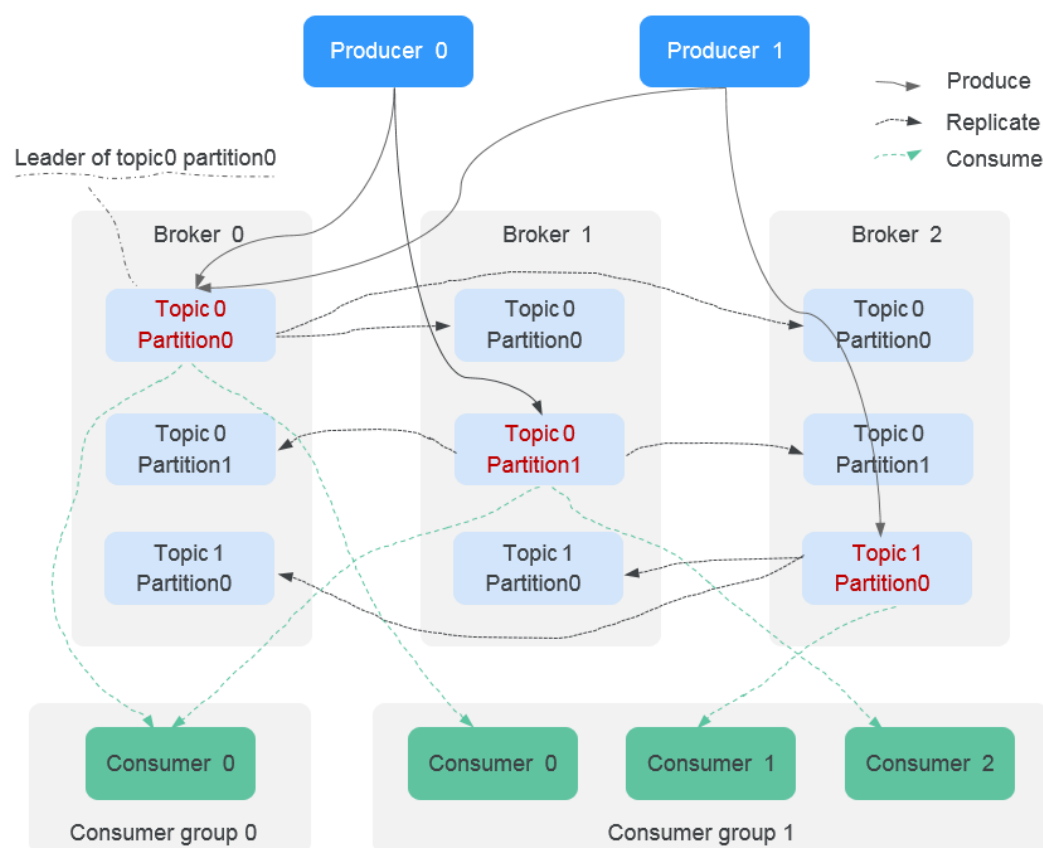 Producer 0
Producer 1
Produce
Replicate
Consume
Leader of topic0 partition0
Broker 0
Broker 1
Broker 2
Topic 0
Partition0
Topic 0
Partition0
Topic 0
Partition0
Topic 0
Partition1
Topic 0
Partition1
Topic 0
Partition1
Topic 1
Partition0
Topic 1
Partition0
Topic 1
Partition0
Consumer 0
Consumer 0
Consumer 1
Consumer 2
Consumer group 0
Consumer group 1